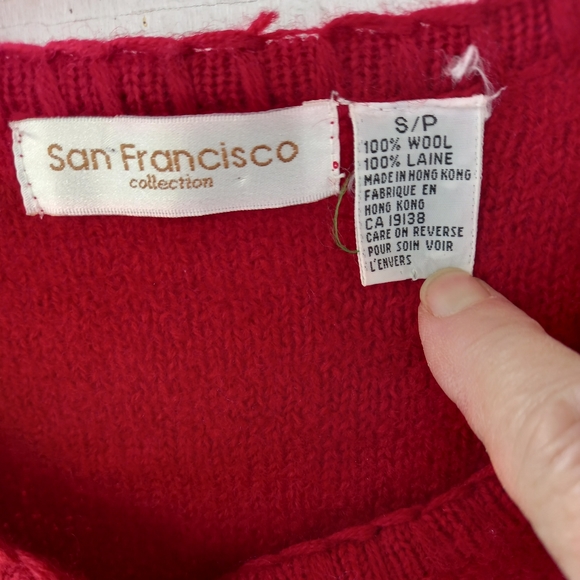 San Francisco
collection
S/P
100% WOOL
100% LAINE
MADE IN HONG KONG
FABRIQUE EN
HONG KONG
CA 19138
CARE ON REVERSE
POUR SOIN VOIR
L'ENVERS